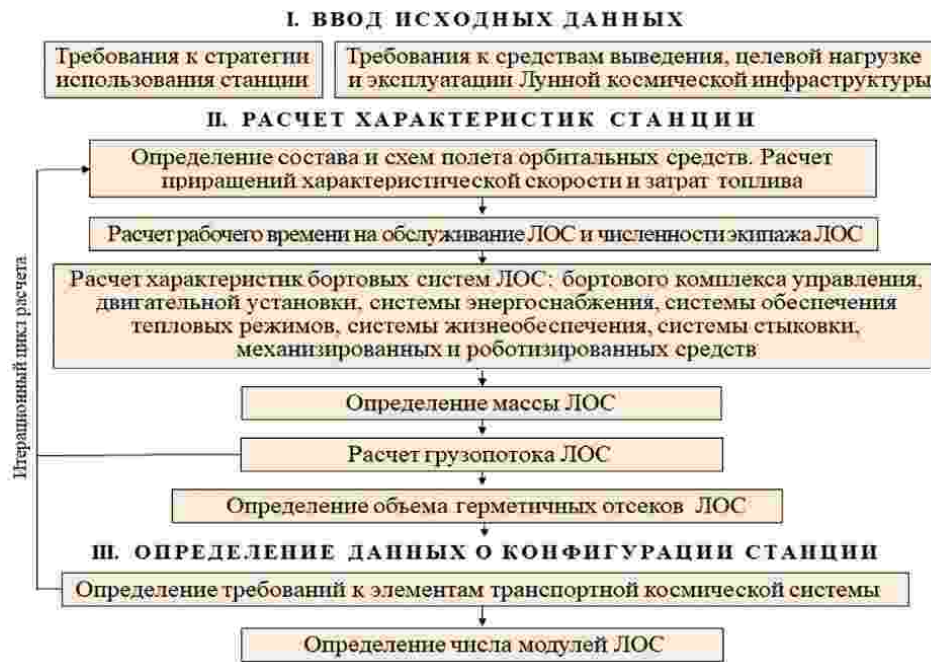 I. ВВОД ИСХОДНЫХ ДАННЫХ
Требования к стратегии
использования станции
Требования к средствам выведения, целевой нагрузке
и эксплуатации Лунной космической инфраструктуры
II. РАСЧЕТ ХАРАКТЕРИСТИК СТАНЦИИ
Определение состава и схем полета орбитальных средств. Расчет
приращений характеристической скорости и затрат топлива
Расчет рабочего времени на обслуживание ЛОС и численности экипажа ЛОС
Расчет характеристик бортовых систем ЛОС: бортового комплекса управления,
двигательной установки, системы энергоснабжения, системы обеспечения
тепловых режимов, системы жизнеобеспечения, системы стыковки,
механизированных и роботизированных средств
Определение массы ЛОС
Расчет грузопотока ЛОС
Определение объема герметичных отсеков ЛОС
III. ОПРЕДЕЛЕНИЕ ДАННЫХ О КОНФИГУРАЦИИ СТАНЦИИ
Определение требований к элементам транспортной космической системы
Определение числа модулей ЛОС
Итерационный цикл расчета